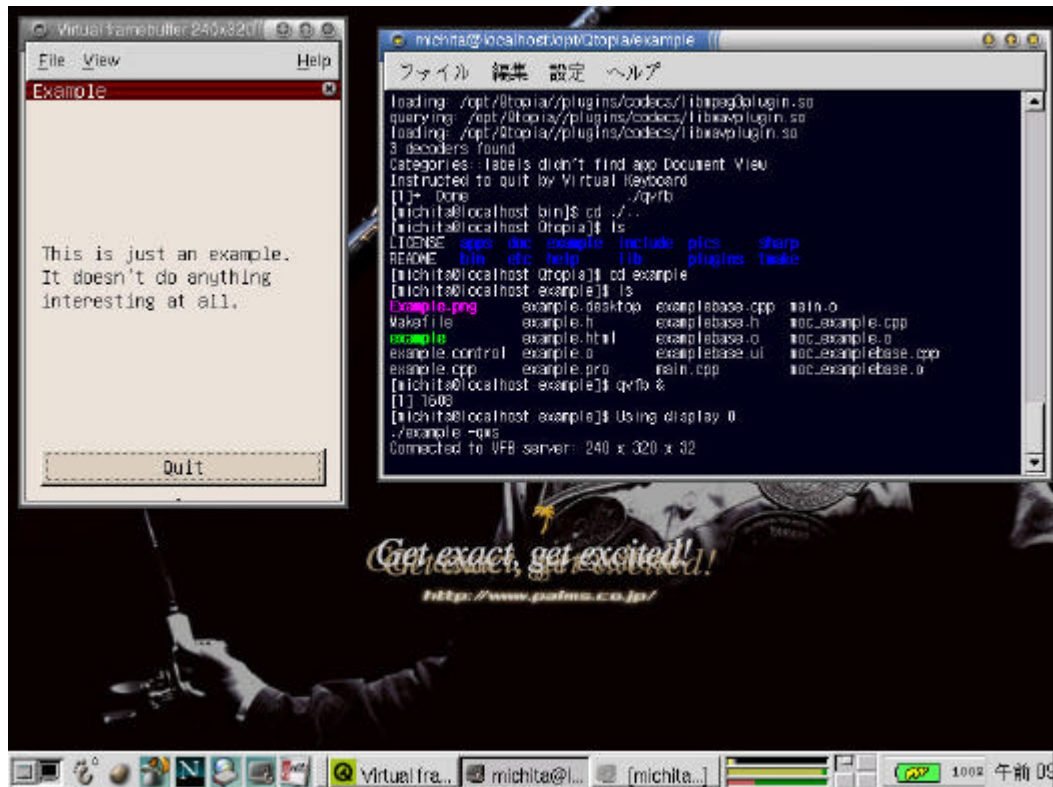 Virtual framebuffer 240x320
File View Help
Example
This is just an example.
It doesn't do anything
interesting at all.
Quit
michita@localhost:/opt/Qtopia/example
ファイル 編集 設定 ヘルプ
loading: /opt/Qtopia//plugins/codecs/libmpeg3plugin.so
querying: /opt/Qtopia//plugins/codecs/libwavplugin.so
loading: /opt/Qtopia//plugins/codecs/libwavplugin.so
3 decoders found
Categories::labels didn't find app Document View
Instructed to quit by Virtual Keyboard
[1]+ Done ./qvfb
[michita@localhost bin]$ cd ./..
[michita@localhost Qtopia]$ ls
LICENSE apps doc example include pics sharp
README bin etc help lib plugins tmake
[michita@localhost Qtopia]$ cd example
[michita@localhost example]$ ls
Example.png example.desktop examplebase.cpp main.o
Makefile example.h examplebase.h moc_example.cpp
example example.html examplebase.o moc_example.o
example.control example.o examplebase.ui moc_examplebase.cpp
example.cpp example.pro main.cpp moc_examplebase.o
[michita@localhost example]$ qvfb &
[1] 1608
[michita@localhost example]$ Using display 0
./example -qws
Connected to VFB server: 240 x 320 x 32
Get exact, get excited!
http://www.palms.co.jp/
Virtual fra... michita@l... [michita...] 100% 午前 09